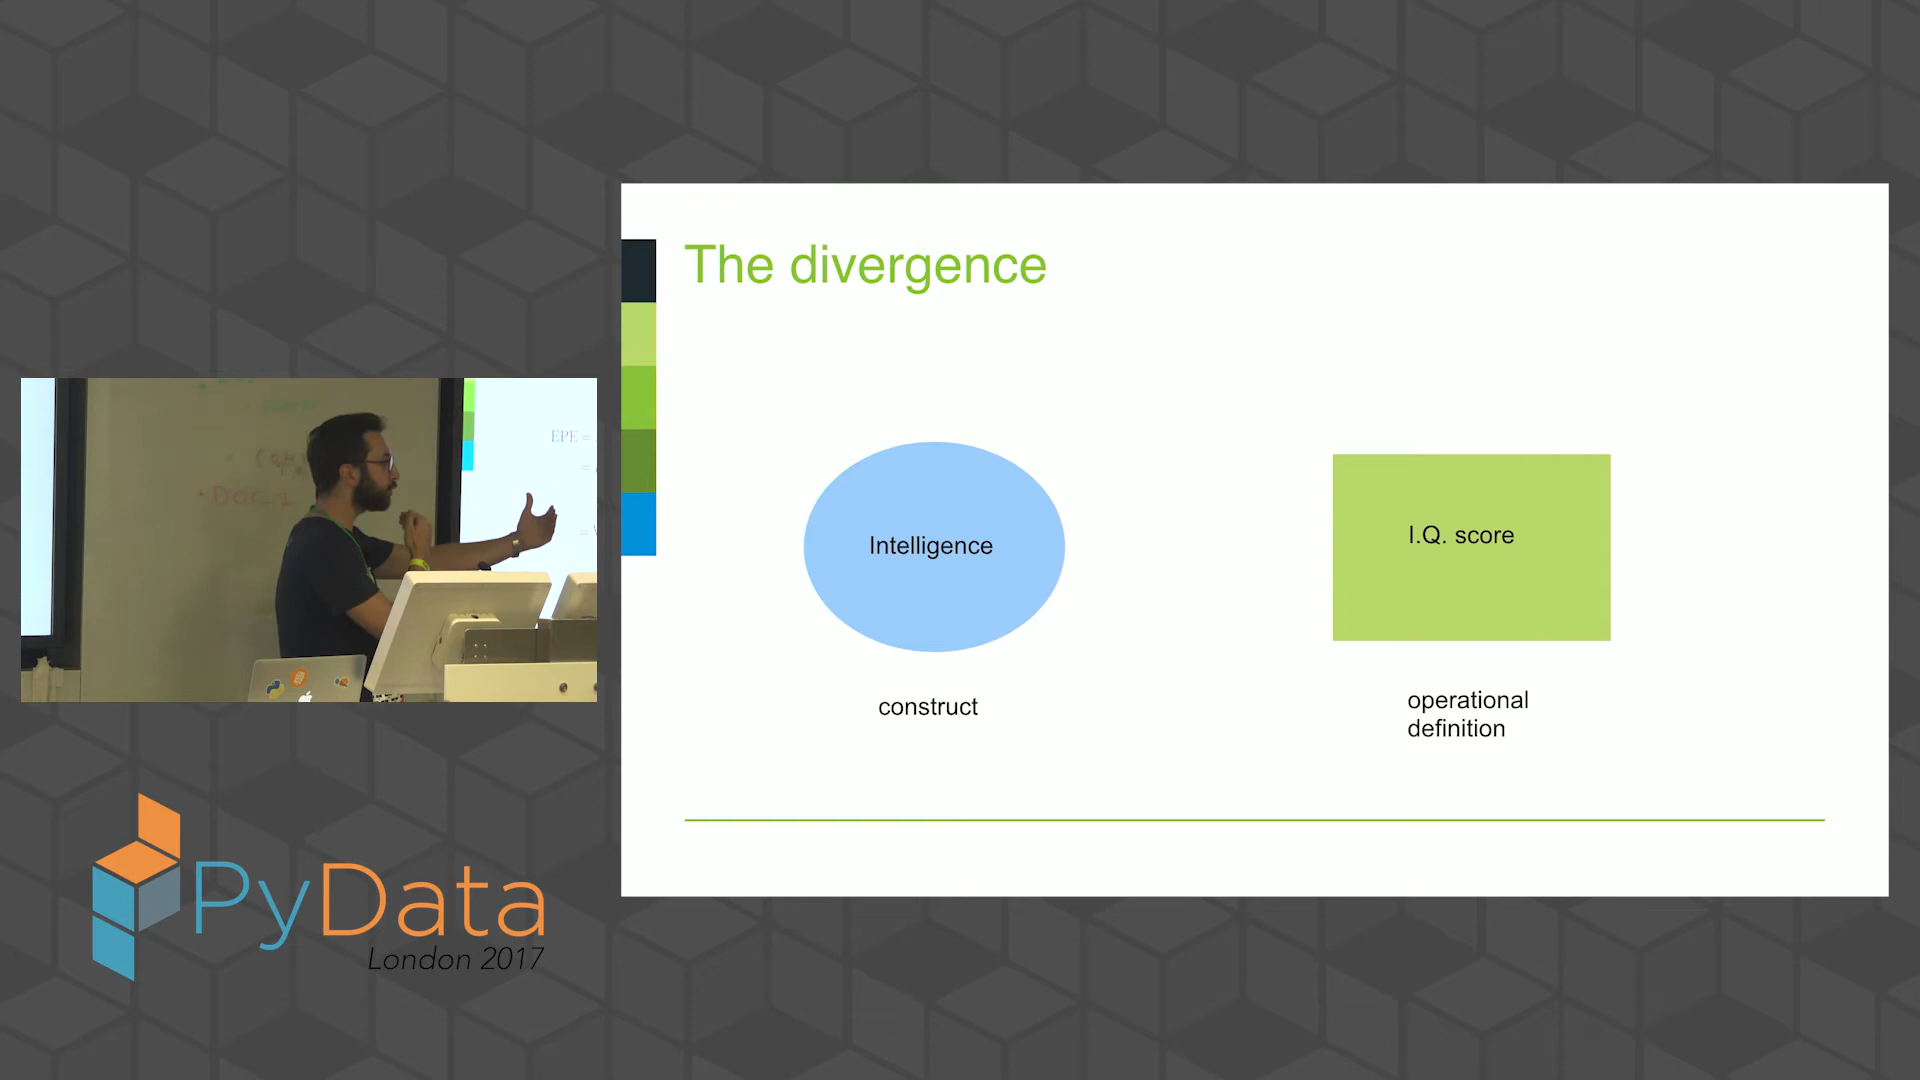 The divergence
Intelligence
I.Q. score
construct
operational
definition
EPE =
PyData
London 2017